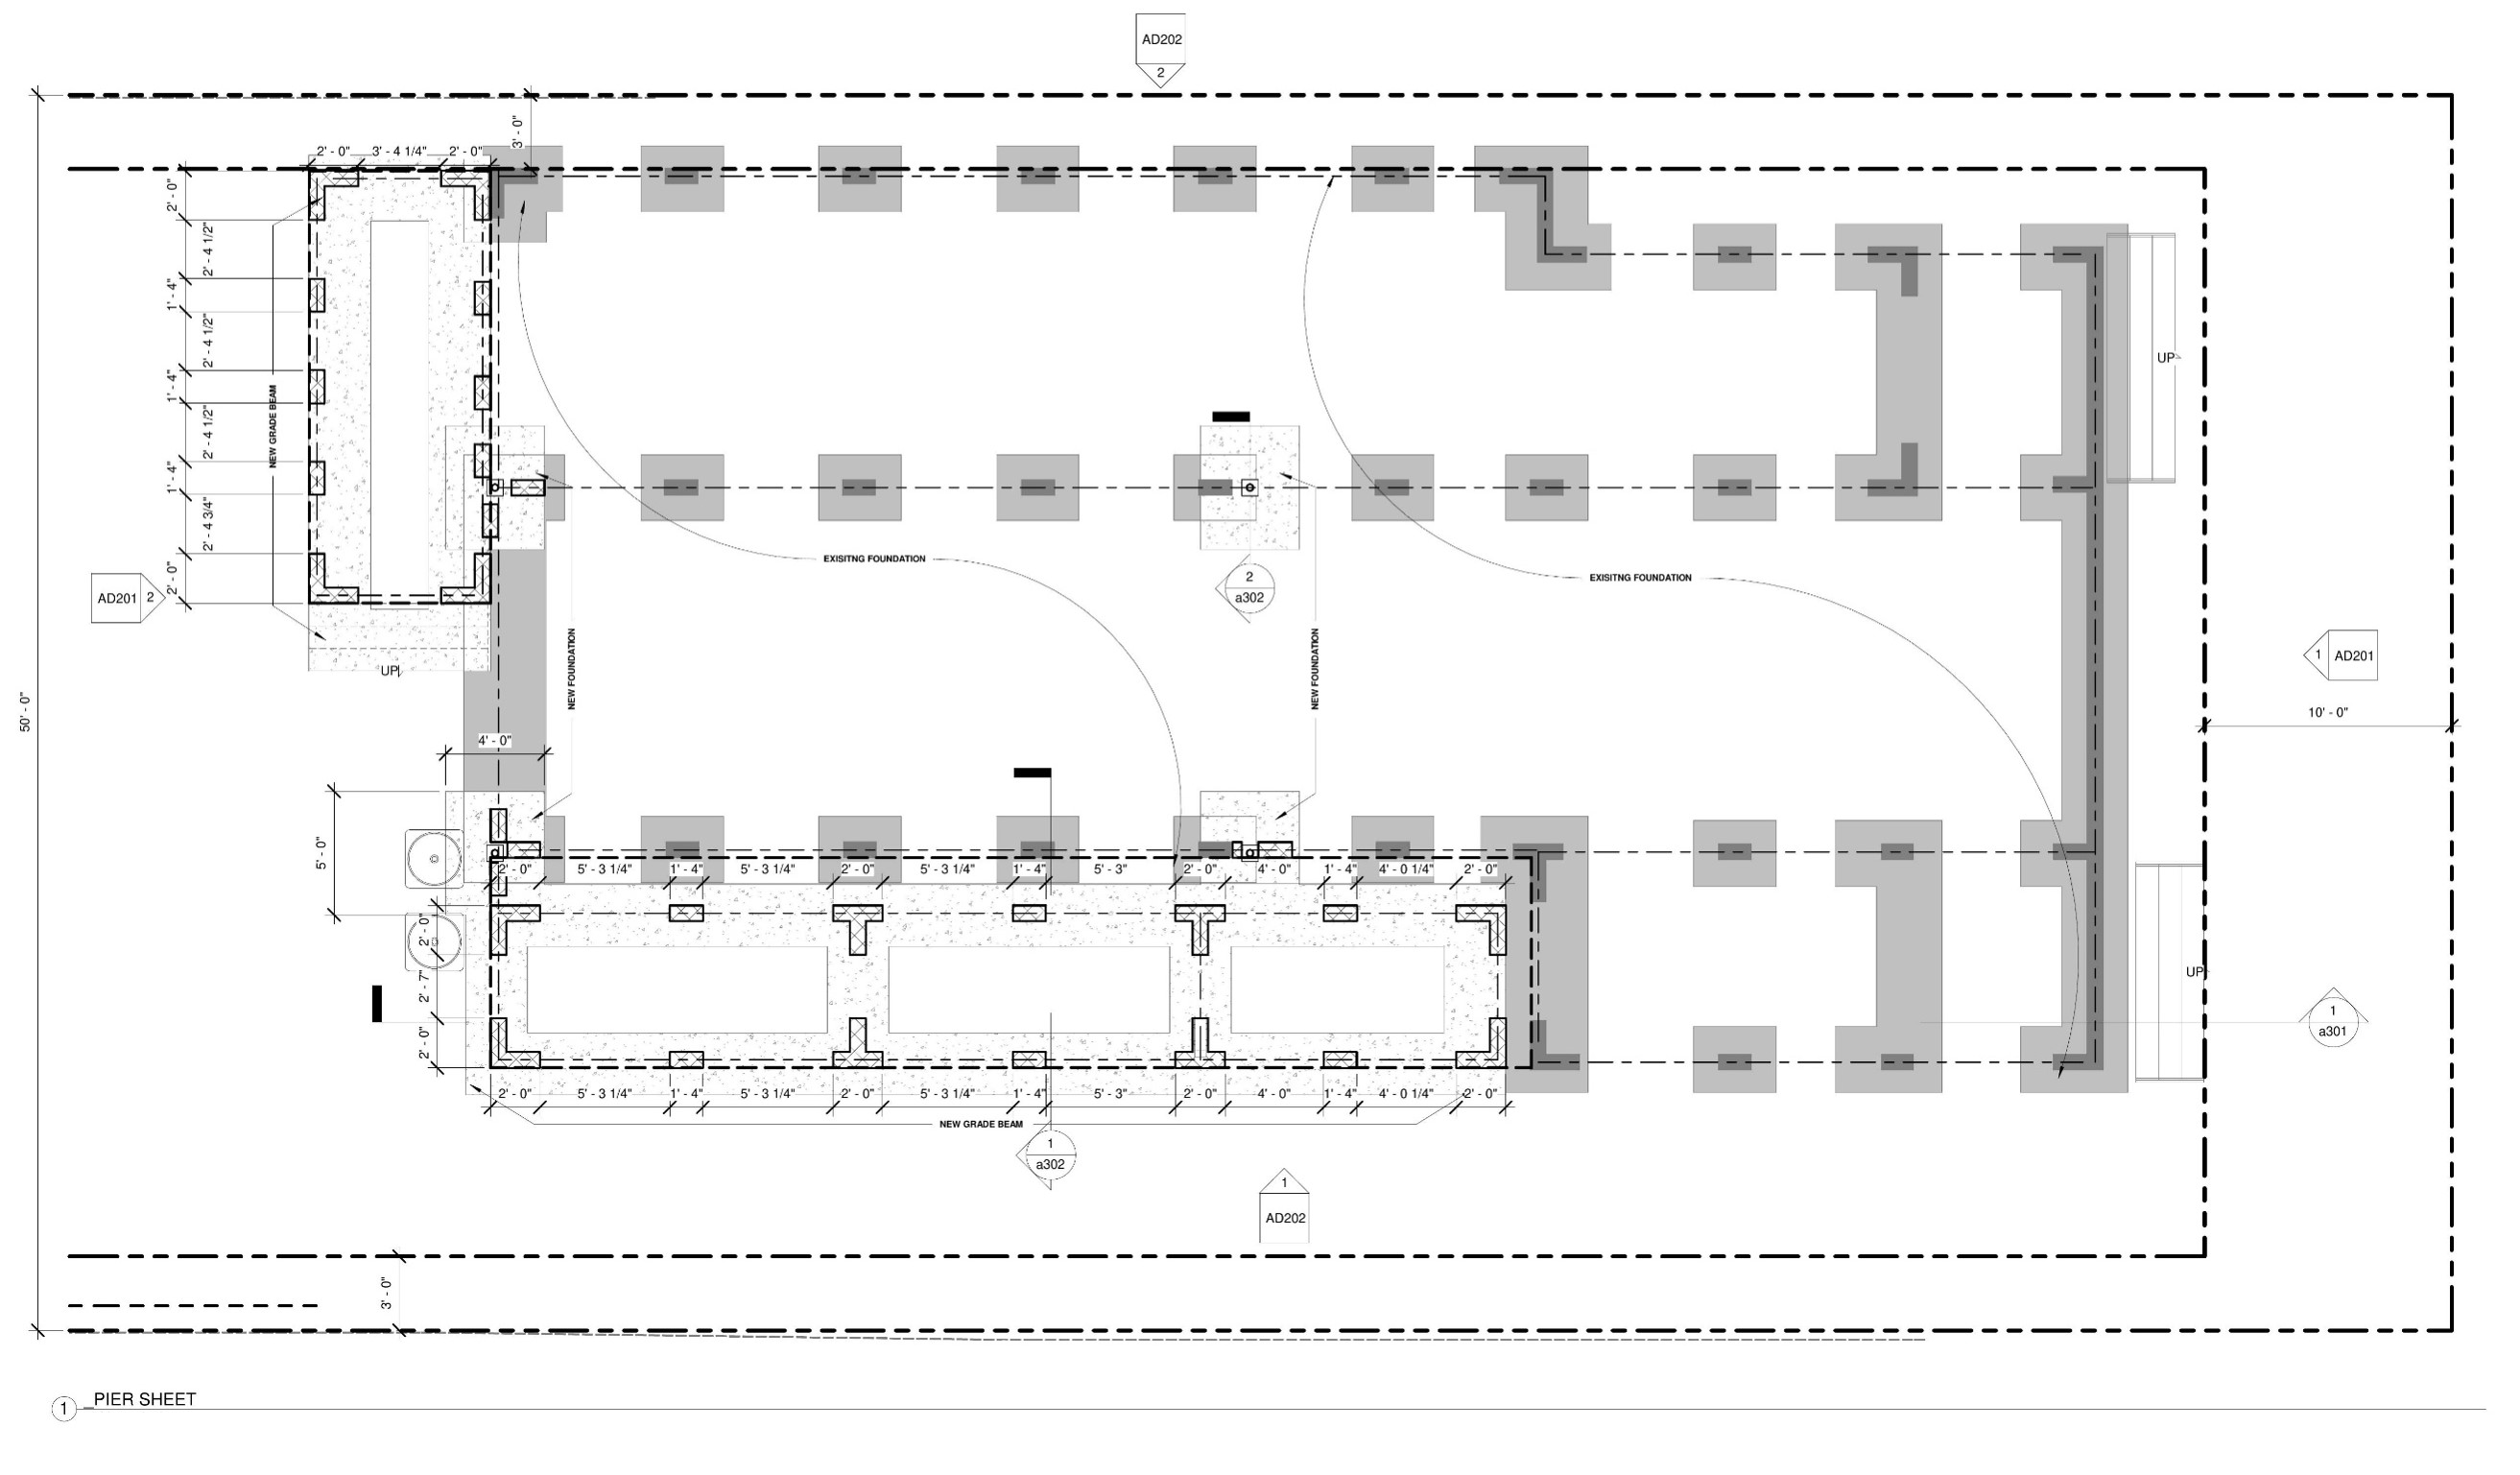 AD202
2
3' - 0"
2' - 0"
3' - 4 1/4"
2' - 0"
2' - 0"
2' - 4 1/2"
1' - 4"
2' - 4 1/2"
1' - 4"
2' - 4 1/2"
1' - 4"
2' - 4 3/4"
2' - 0"
NEW GRADE BEAM
UP
UP
EXISITNG FOUNDATION
EXISITNG FOUNDATION
2
a302
AD201
2
NEW FOUNDATION
NEW FOUNDATION
1
AD201
50' - 0"
10' - 0"
4' - 0"
5' - 0"
2' - 0"
5' - 3 1/4"
1' - 4"
5' - 3 1/4"
2' - 0"
5' - 3 1/4"
1' - 4"
5' - 3"
2' - 0"
4' - 0"
1' - 4"
4' - 0 1/4"
2' - 0"
2' - 0"
2' - 7"
2' - 0"
UP
1
a301
2' - 0"
5' - 3 1/4"
1' - 4"
5' - 3 1/4"
2' - 0"
5' - 3 1/4"
1' - 4"
5' - 3"
2' - 0"
4' - 0"
1' - 4"
4' - 0 1/4"
2' - 0"
NEW GRADE BEAM
1
a302
1
AD202
3' - 0"
1
_PIER SHEET